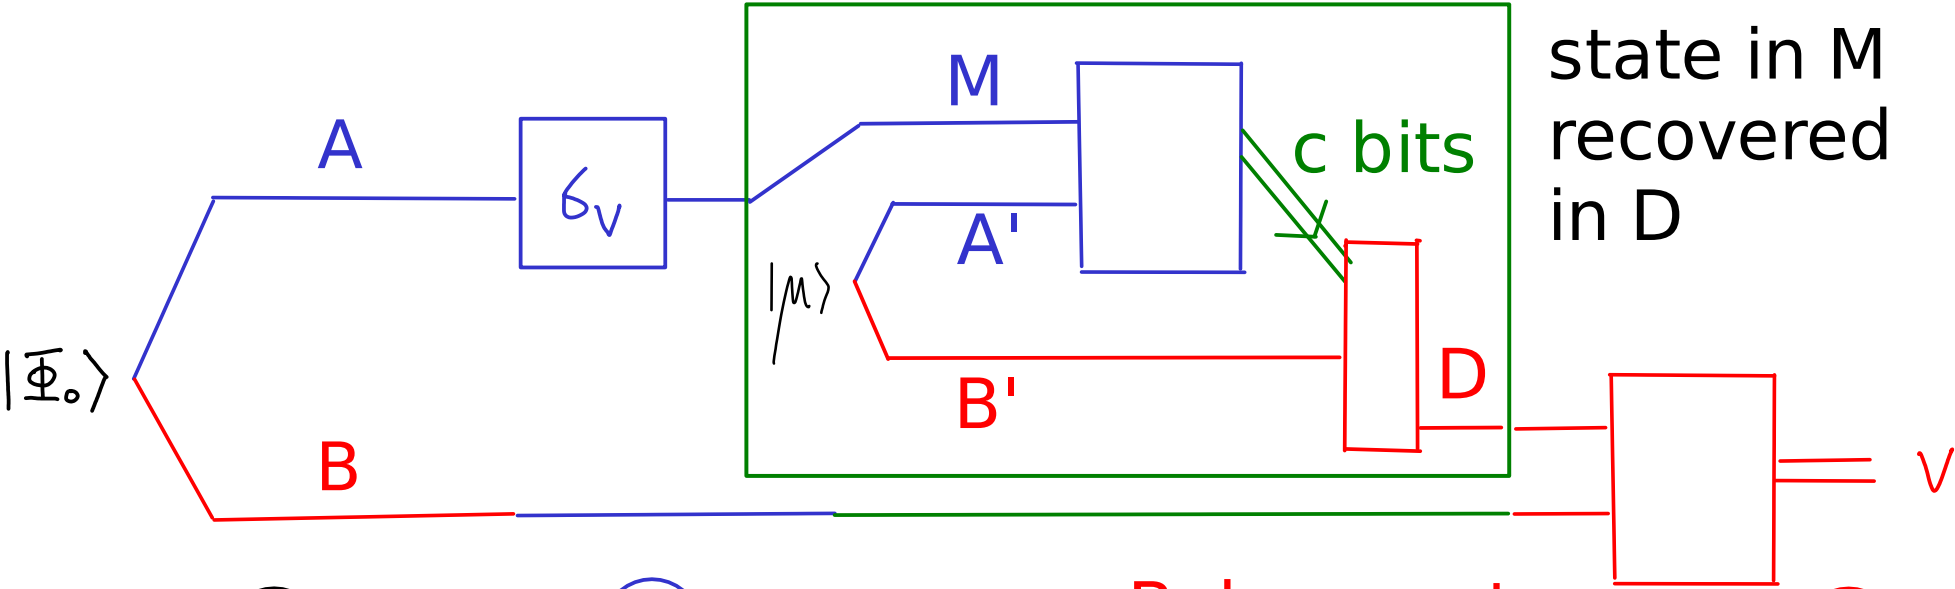 M
state in M
A
c bits
recovered
σ_v
A'
in D
|μ⟩
|Φ₀⟩
D
B'
B
v